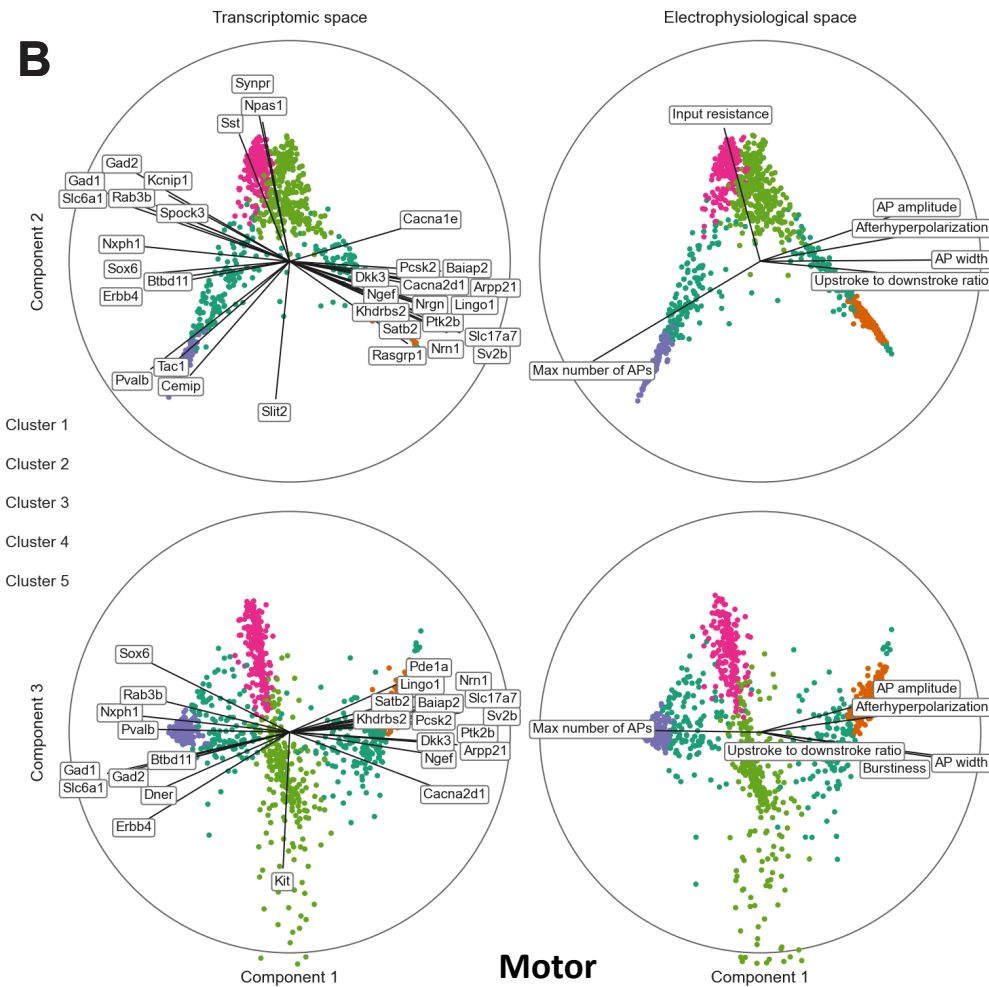 Transcriptomic space
Electrophysiological space
B
Synpr
Npas1
Sst
Gad2
Gad1
Kcnip1
Slc6a1
Rab3b
Spock3
Nxph1
Sox6
Btbd11
Erbb4
Cacna1e
Pcsk2
Baiap2
Dkk3
Cacna2d1
Arpp21
Ngef
Nrgn
Lingo1
Khdrbs2
Ptk2b
Satb2
Slc17a7
Rasgrp1
Nrn1
Sv2b
Tac1
Pvalb
Cemip
Slit2
Component 2
Input resistance
AP amplitude
Afterhyperpolarization
AP width
Upstroke to downstroke ratio
Max number of APs
Cluster 1
Cluster 2
Cluster 3
Cluster 4
Cluster 5
Sox6
Rab3b
Nxph1
Pvalb
Btbd11
Gad1
Gad2
Slc6a1
Dner
Erbb4
Kit
Pde1a
Lingo1
Nrn1
Satb2
Baiap2
Slc17a7
Khdrbs2
Pcsk2
Sv2b
Dkk3
Ptk2b
Ngef
Arpp21
Cacna2d1
Component 3
Max number of APs
AP amplitude
Afterhyperpolarization
Upstroke to downstroke ratio
Burstiness
AP width
Component 1
Motor
Component 1